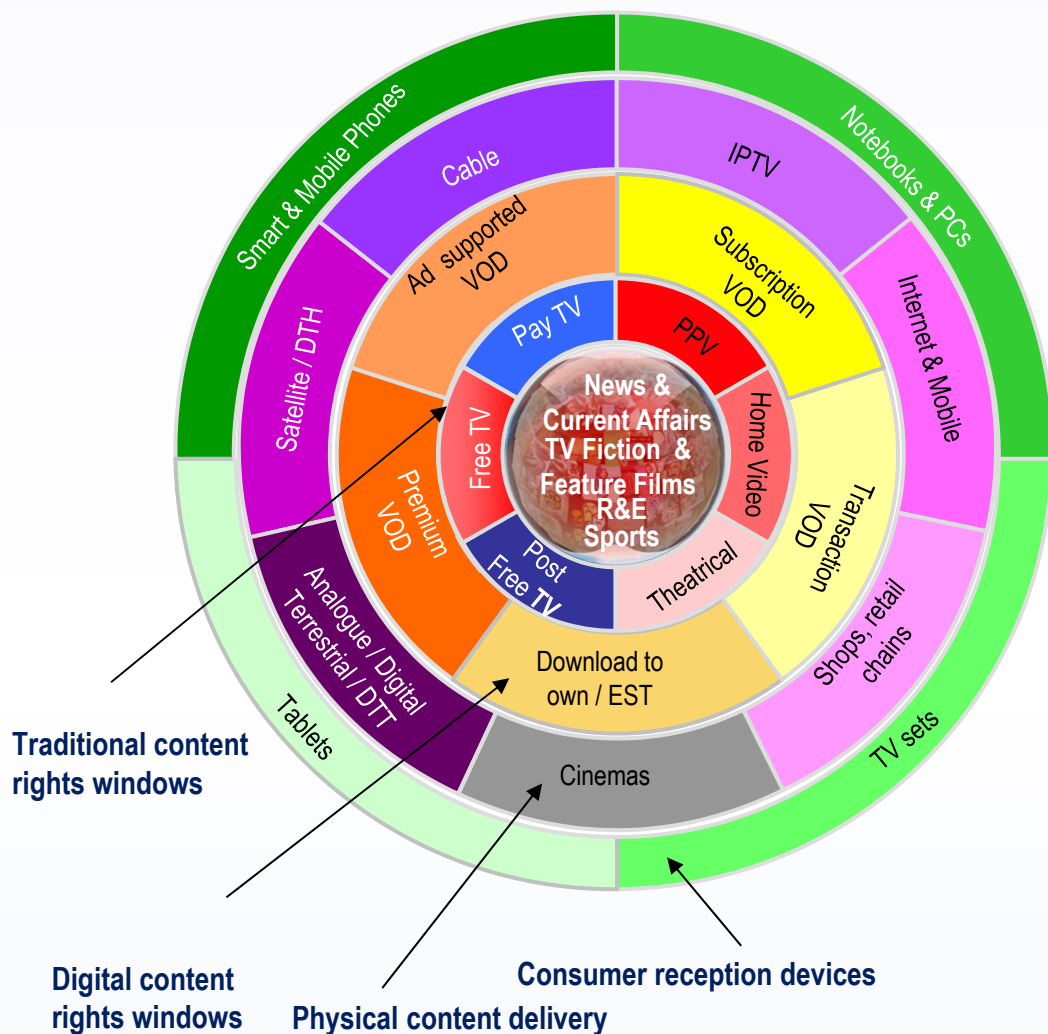 Smart & Mobile Phones
Notebooks & PCs
TV sets
Tablets
Cable
IPTV
Internet & Mobile
Shops, retail
chains
Cinemas
Analogue / Digital
Terrestrial / DTT
Satellite / DTH
Ad supported
VOD
Subscription
VOD
Transaction
VOD
Download to
own / EST
Premium
VOD
Pay TV
PPV
Home Video
Theatrical
Post
Free TV
Free TV
News &
Current Affairs
TV Fiction &
Feature Films
R&E
Sports
Traditional content
rights windows
Digital content
rights windows
Physical content delivery
Consumer reception devices